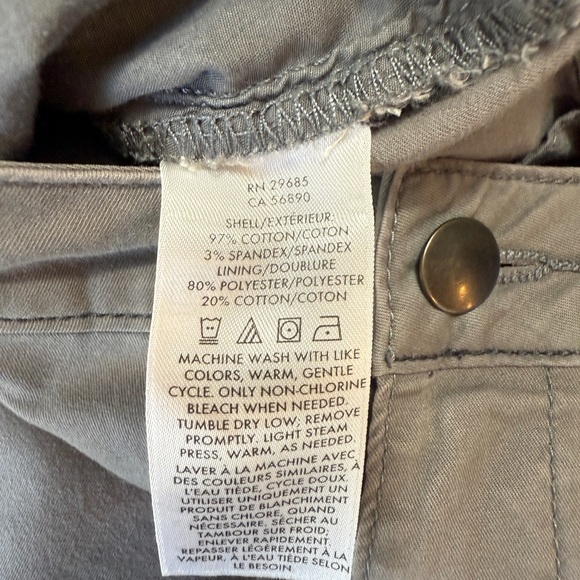 RN 29685
CA 56890
SHELL/EXTÉRIEUR:
97% COTTON/COTON
3% SPANDEX/SPANDEX
LINING/DOUBLURE
80% POLYESTER/POLYESTER
20% COTTON/COTON
MACHINE WASH WITH LIKE
COLORS, WARM, GENTLE
CYCLE. ONLY NON-CHLORINE
BLEACH WHEN NEEDED.
TUMBLE DRY LOW; REMOVE
PROMPTLY. LIGHT STEAM
PRESS, WARM, AS NEEDED.
LAVER À LA MACHINE AVEC
DES COULEURS SIMILAIRES, À
L'EAU TIÈDE, CYCLE DOUX.
UTILISER UNIQUEMENT UN
PRODUIT DE BLANCHIMENT
SANS CHLORE, QUAND
NÉCESSAIRE. SÉCHER AU
TAMBOUR SUR FROID;
ENLEVER RAPIDEMENT.
REPASSER LÉGÈREMENT À LA
VAPEUR, À L'EAU TIÈDE SELON
LE BESOIN